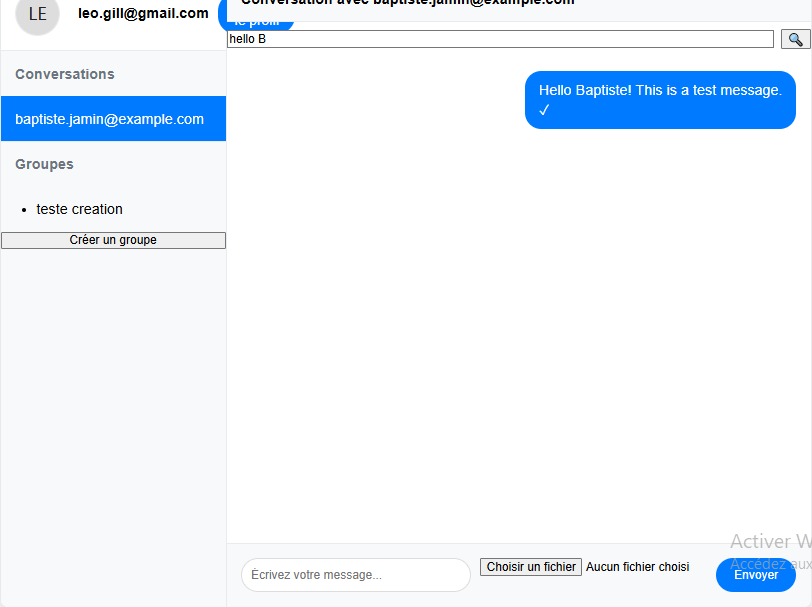 LE
leo.gill@gmail.com
Conversation avec baptiste.jamin@example.com
le profil
hello B
Conversations
baptiste.jamin@example.com
Groupes
teste creation
Créer un groupe
Hello Baptiste! This is a test message.
✓
Écrivez votre message...
Choisir un fichier Aucun fichier choisi
Envoyer
Activer W
Accédez aux